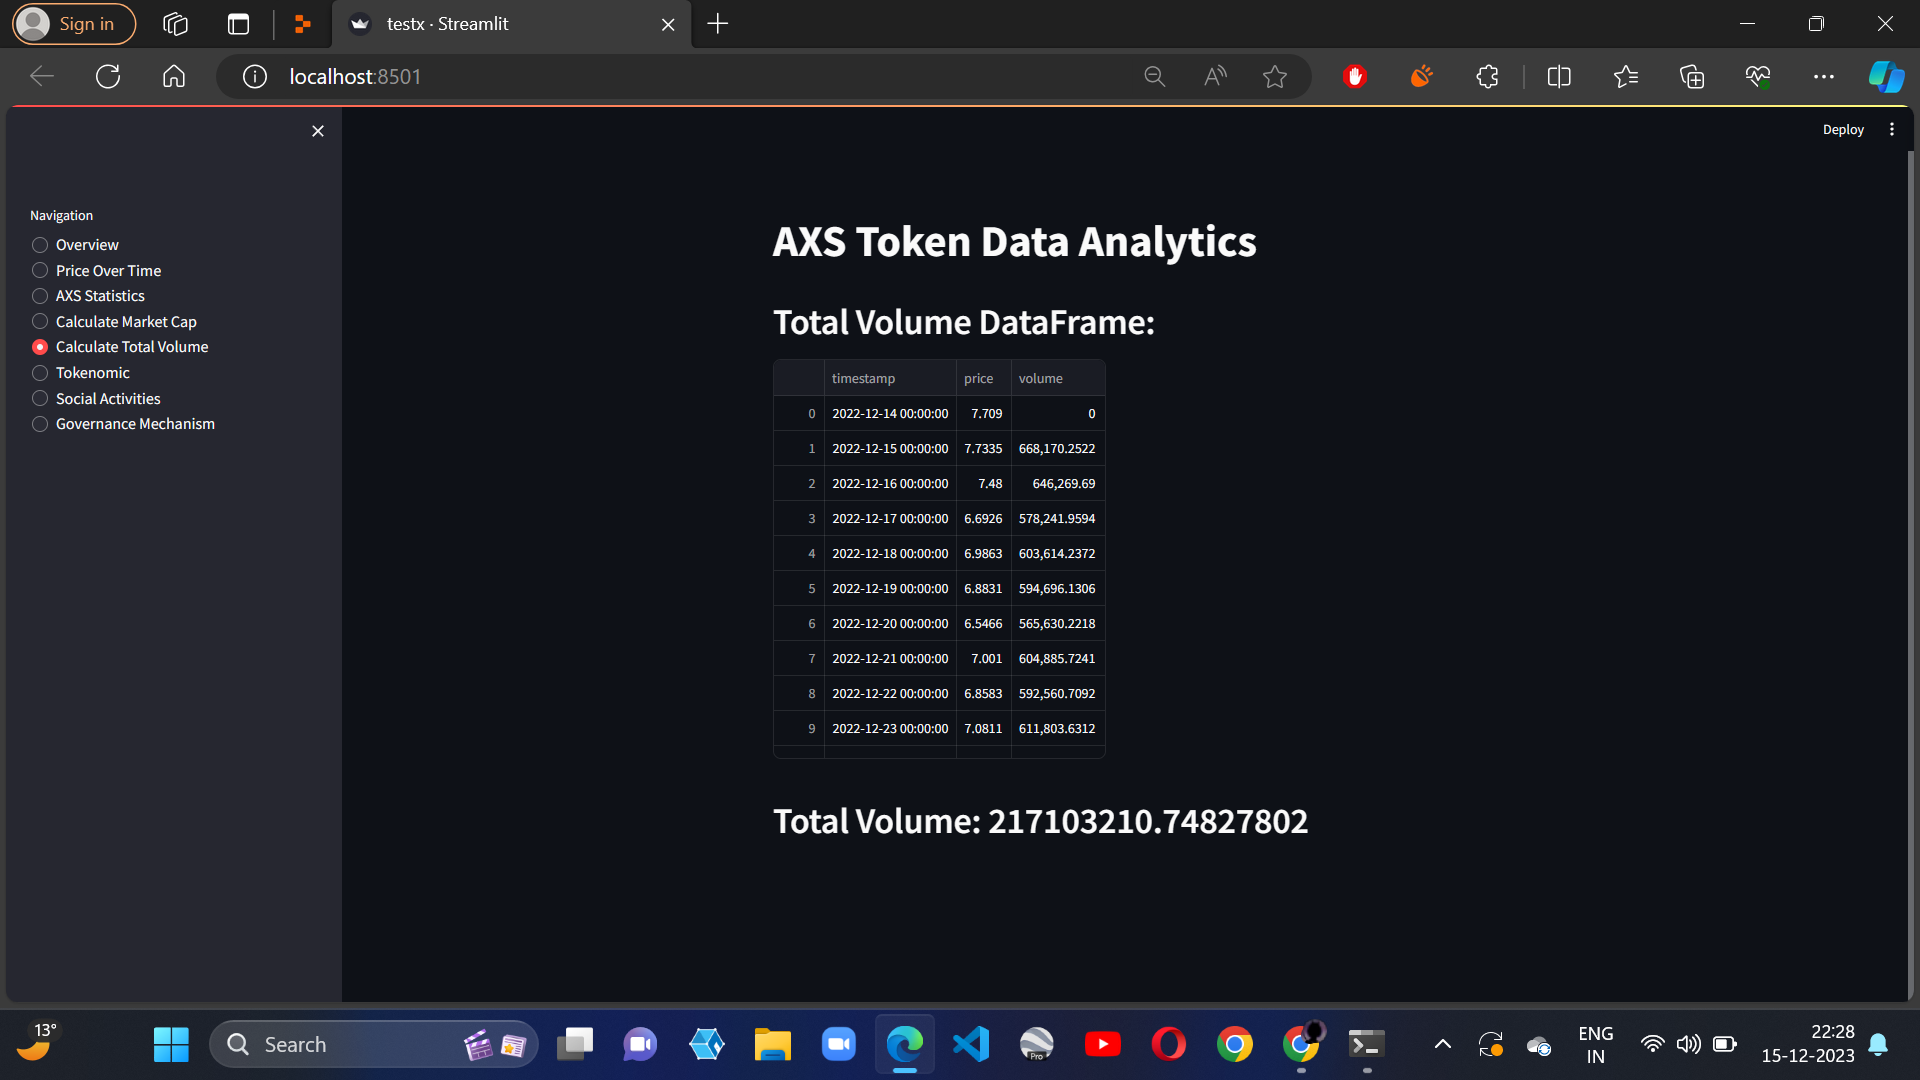 Sign in
testx · Streamlit
localhost:8501
Deploy
Navigation
Overview
Price Over Time
AXS Statistics
Calculate Market Cap
Calculate Total Volume
Tokenomic
Social Activities
Governance Mechanism
AXS Token Data Analytics
Total Volume DataFrame:
timestamp price volume
0 2022-12-14 00:00:00 7.709 0
1 2022-12-15 00:00:00 7.7335 668,170.2522
2 2022-12-16 00:00:00 7.48 646,269.69
3 2022-12-17 00:00:00 6.6926 578,241.9594
4 2022-12-18 00:00:00 6.9863 603,614.2372
5 2022-12-19 00:00:00 6.8831 594,696.1306
6 2022-12-20 00:00:00 6.5466 565,630.2218
7 2022-12-21 00:00:00 7.001 604,885.7241
8 2022-12-22 00:00:00 6.8583 592,560.7092
9 2022-12-23 00:00:00 7.0811 611,803.6312
Total Volume: 217103210.74827802
13°
Search
Pro
ENG
IN
22:28
15-12-2023